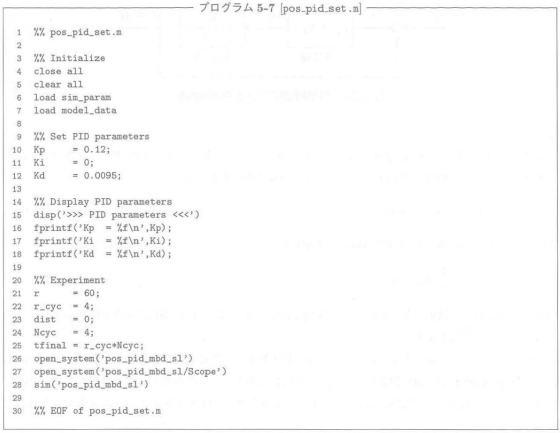 プログラム 5-7 [pos_pid_set.m]
1 %% pos_pid_set.m
2
3 %% Initialize
4 close all
5 clear all
6 load sim_param
7 load model_data
8
9 %% Set PID parameters
10 Kp = 0.12;
11 Ki = 0;
12 Kd = 0.0095;
13
14 %% Display PID parameters
15 disp('>>> PID parameters <<<')
16 fprintf('Kp = %f\n',Kp);
17 fprintf('Ki = %f\n',Ki);
18 fprintf('Kd = %f\n',Kd);
19
20 %% Experiment
21 r = 60;
22 r_cyc = 4;
23 dist = 0;
24 Ncyc = 4;
25 tfinal = r_cyc*Ncyc;
26 open_system('pos_pid_mbd_sl')
27 open_system('pos_pid_mbd_sl/Scope')
28 sim('pos_pid_mbd_sl')
29
30 %% EOF of pos_pid_set.m